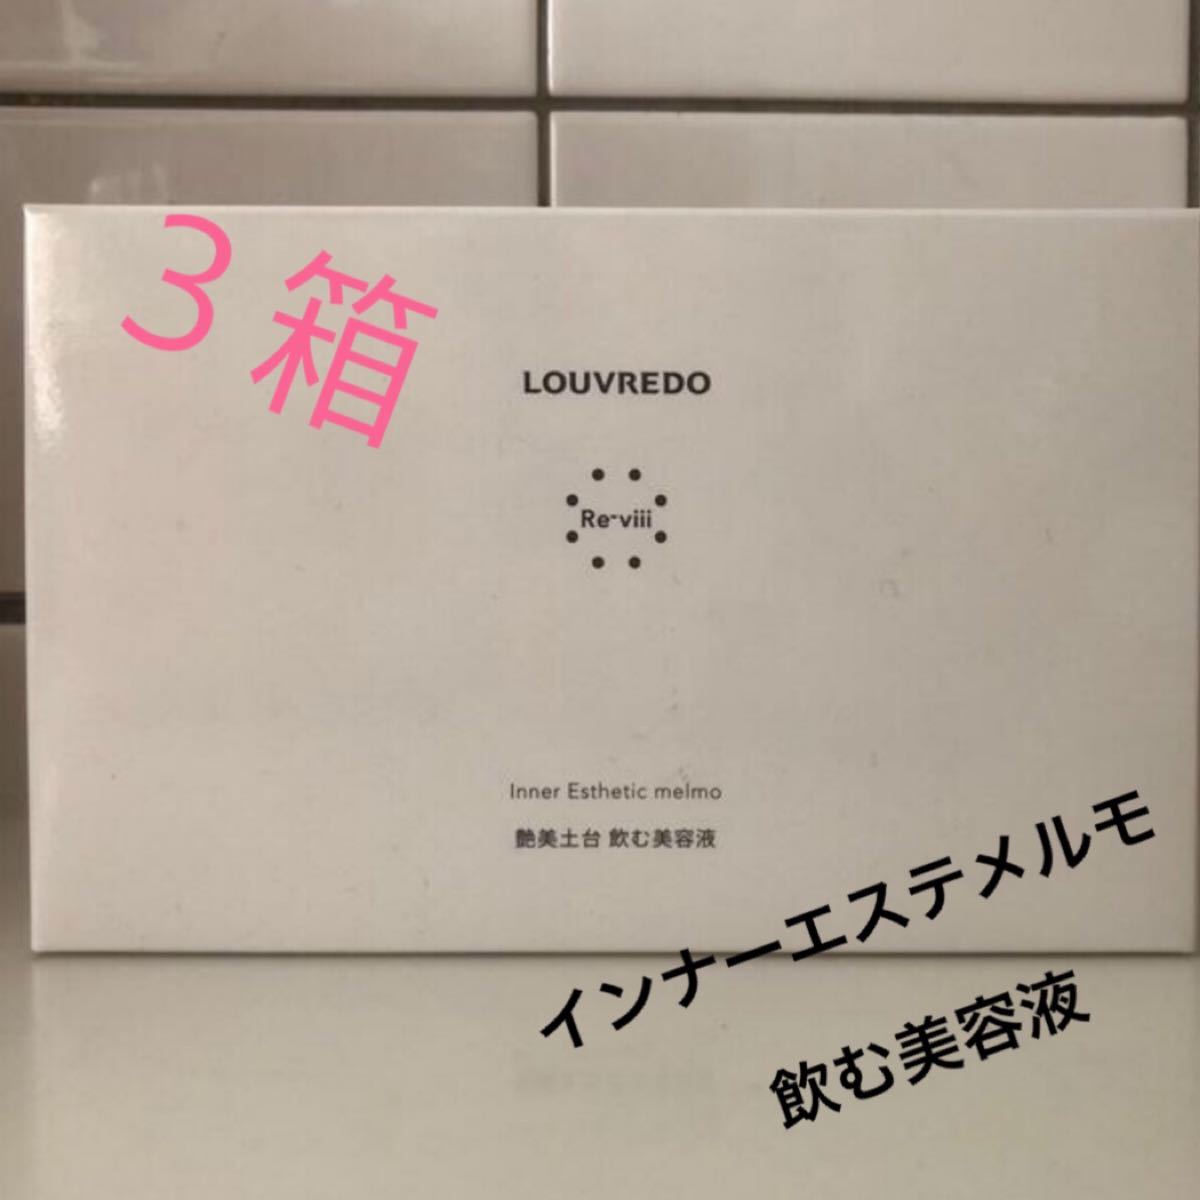 ３箱
LOUVREDO
Re-viii
Inner Esthetic melmo
艶美土台 飲む美容液
インナーエステメルモ
飲む美容液